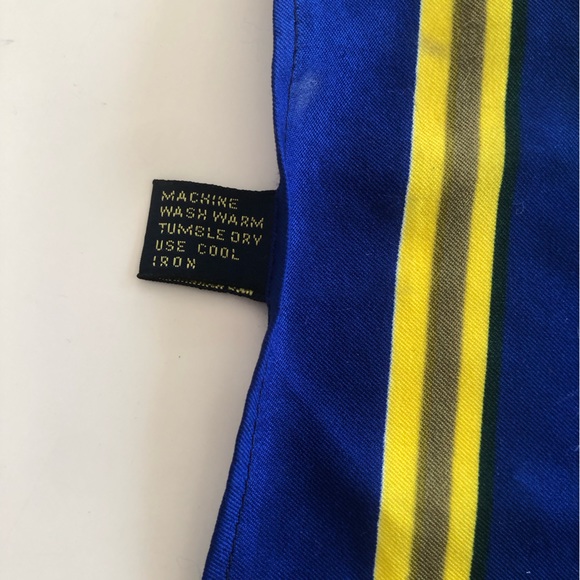 MACHINE
WASH WARM
TUMBLE DRY
USE COOL
IRON